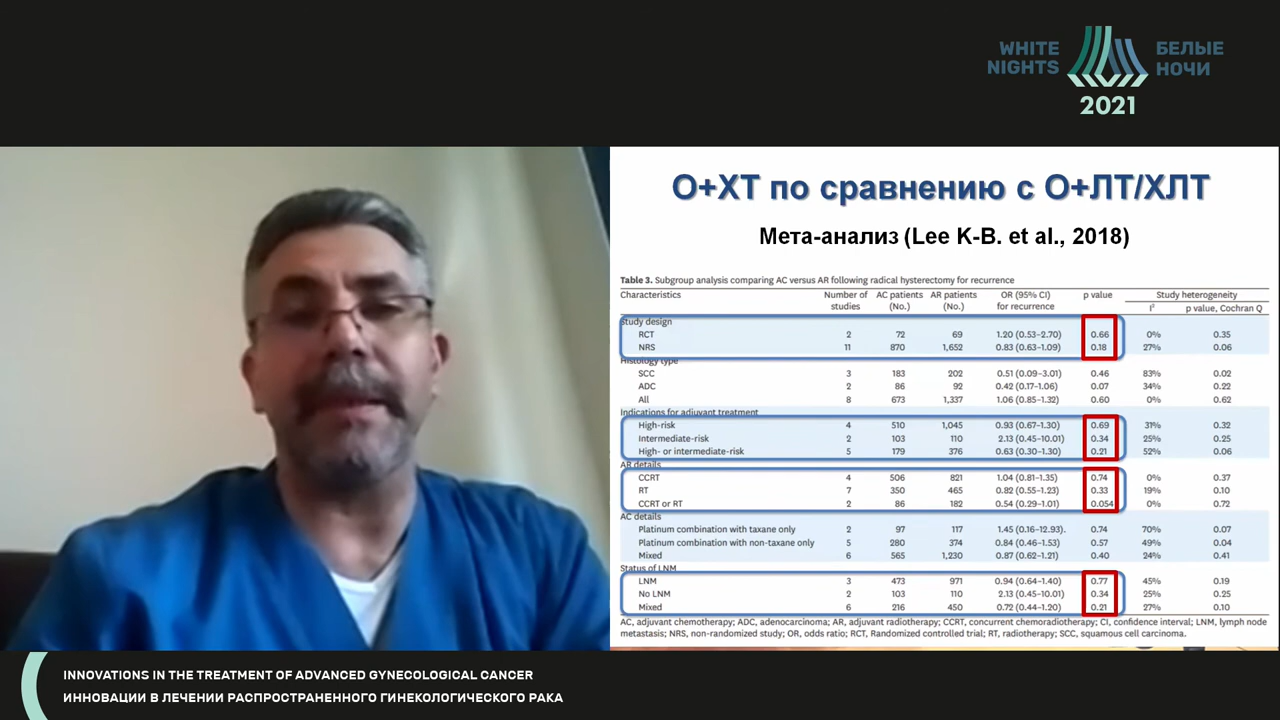 WHITE NIGHTS
БЕЛЫЕ НОЧИ
2021
О+ХТ по сравнению с О+ЛТ/ХЛТ
Мета-анализ (Lee K-B. et al., 2018)
Table 3. Subgroup analysis comparing AC versus AR following radical hysterectomy for recurrence
Characteristics Number of studies AC patients (No.) AR patients (No.) OR (95% CI) for recurrence p value Study heterogeneity
I² p value, Cochran Q
Study design
RCT 2 72 69 1.20 (0.53–2.70) 0.66 0% 0.35
NRS 11 870 1,652 0.83 (0.63–1.09) 0.18 27% 0.06
Histology type
SCC 3 183 202 0.51 (0.09–3.01) 0.46 83% 0.02
ADC 2 86 92 0.42 (0.17–1.06) 0.07 34% 0.22
All 8 673 1,337 1.06 (0.85–1.32) 0.60 0% 0.62
Indications for adjuvant treatment
High-risk 4 510 1,045 0.93 (0.67–1.30) 0.69 31% 0.32
Intermediate-risk 2 103 110 2.13 (0.45–10.01) 0.34 25% 0.25
High- or intermediate-risk 5 179 376 0.63 (0.30–1.30) 0.21 52% 0.06
AR details
CCRT 4 506 821 1.04 (0.81–1.35) 0.74 0% 0.37
RT 7 350 465 0.82 (0.55–1.23) 0.33 19% 0.10
CCRT or RT 2 86 182 0.54 (0.29–1.01) 0.054 0% 0.72
AC details
Platinum combination with taxane only 2 97 117 1.45 (0.16–12.93). 0.74 70% 0.07
Platinum combination with non-taxane only 5 280 374 0.84 (0.46–1.53) 0.57 49% 0.04
Mixed 6 565 1,230 0.87 (0.62–1.21) 0.40 24% 0.41
Status of LNM
LNM 3 473 971 0.94 (0.64–1.40) 0.77 45% 0.19
No LNM 2 103 110 2.13 (0.45–10.01) 0.34 25% 0.25
Mixed 6 216 450 0.72 (0.44–1.20) 0.21 27% 0.10
AC, adjuvant chemotherapy; ADC, adenocarcinoma; AR, adjuvant radiotherapy; CCRT, concurrent chemoradiotherapy; CI, confidence interval; LNM, lymph node
metastasis; NRS, non-randomized study; OR, odds ratio; RCT, Randomized controlled trial; RT, radiotherapy; SCC, squamous cell carcinoma.
INNOVATIONS IN THE TREATMENT OF ADVANCED GYNECOLOGICAL CANCER
ИННОВАЦИИ В ЛЕЧЕНИИ РАСПРОСТРАНЕННОГО ГИНЕКОЛОГИЧЕСКОГО РАКА